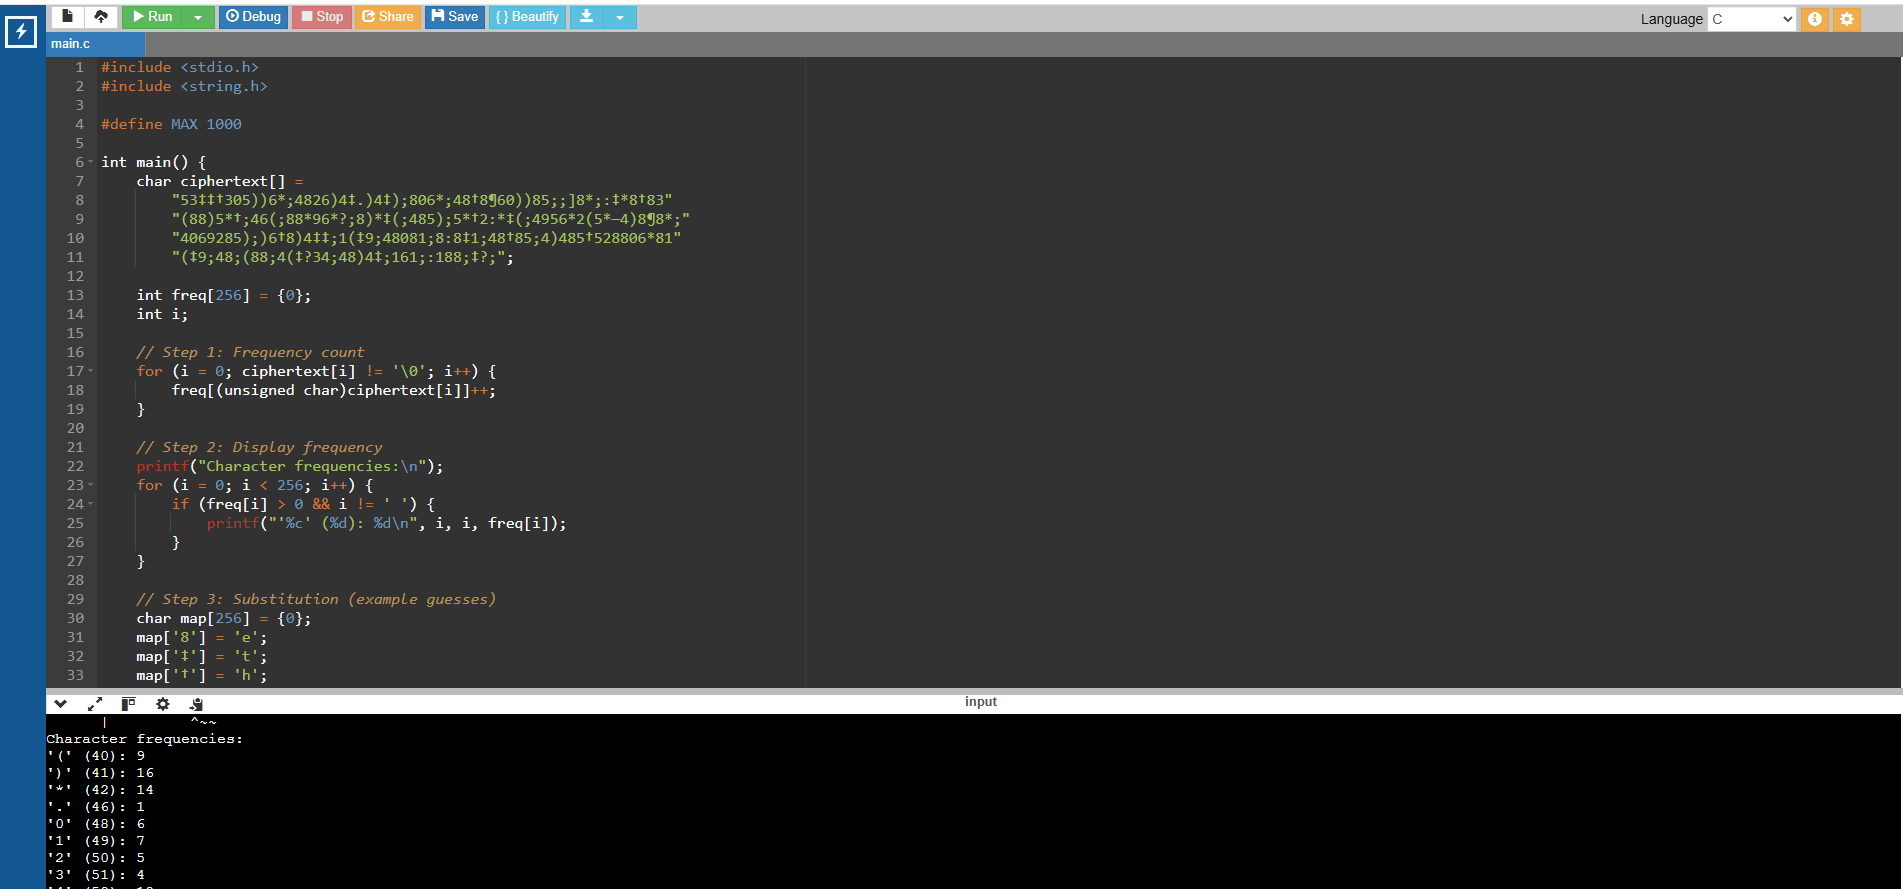 Run Debug Stop Share Save { } Beautify Language C
main.c
1 #include <stdio.h>
2 #include <string.h>
3
4 #define MAX 1000
5
6 int main() {
7 char ciphertext[] =
8 "53‡‡†305))6*;4826)4‡.)4‡);806*;48†8¶60))85;;]8*;:‡*8†83"
9 "(88)5*†;46(;88*96*?;8)*‡(;485);5*†2:*‡(;4956*2(5*—4)8¶8*;"
10 "4069285);)6†8)4‡‡;1(‡9;48081;8:8‡1;48†85;4)485†528806*81"
11 "(‡9;48;(88;4(‡?34;48)4‡;161;:188;‡?;";
12
13 int freq[256] = {0};
14 int i;
15
16 // Step 1: Frequency count
17 for (i = 0; ciphertext[i] != '\0'; i++) {
18 freq[(unsigned char)ciphertext[i]]++;
19 }
20
21 // Step 2: Display frequency
22 printf("Character frequencies:\n");
23 for (i = 0; i < 256; i++) {
24 if (freq[i] > 0 && i != ' ') {
25 printf("'%c' (%d): %d\n", i, i, freq[i]);
26 }
27 }
28
29 // Step 3: Substitution (example guesses)
30 char map[256] = {0};
31 map['8'] = 'e';
32 map['‡'] = 't';
33 map['†'] = 'h';
input
| ^~~
Character frequencies:
'(' (40): 9
')' (41): 16
'*' (42): 14
'.' (46): 1
'0' (48): 6
'1' (49): 7
'2' (50): 5
'3' (51): 4